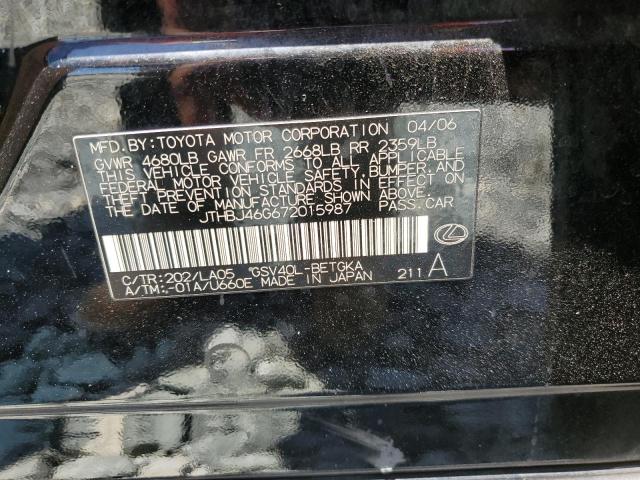 MFD. BY: TOYOTA MOTOR CORPORATION 04/06
GVWR 4680LB GAWR FR 2668LB RR 2359LB
THIS VEHICLE CONFORMS TO ALL APPLICABLE
FEDERAL MOTOR VEHICLE SAFETY, BUMPER, AND
THEFT PREVENTION STANDARDS IN EFFECT ON
THE DATE OF MANUFACTURE SHOWN ABOVE.
JTHBJ46G672015987 PASS. CAR
C/TR: 202/LA05 GSV40L-BETGKA
A/TM: -01A/U660E MADE IN JAPAN 211 A